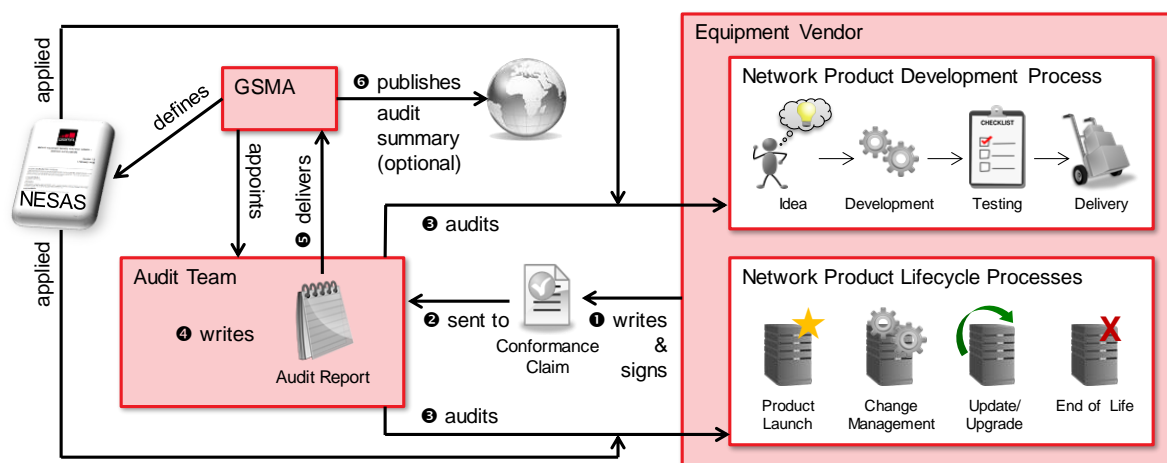 Equipment Vendor
Network Product Development Process
CHECKLIST
Idea
Development
Testing
Delivery
Network Product Lifecycle Processes
Product
Launch
Change
Management
Update/
Upgrade
End of Life
applied
defines
GSMA
❻ publishes
audit
summary
(optional)
NESAS
appoints
❺ delivers
❸ audits
applied
Audit Team
❹ writes
Audit Report
❷ sent to
Conformance
Claim
❶ writes
&
signs
❸ audits